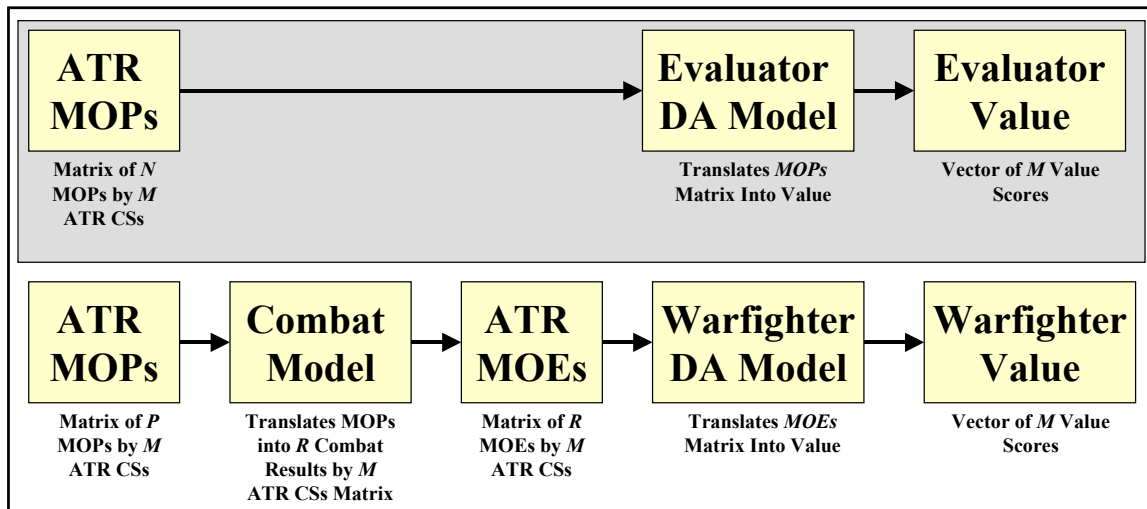 ATR
MOPs
Matrix of N
MOPs by M
ATR CSs
Evaluator
DA Model
Translates MOPs
Matrix Into Value
Evaluator
Value
Vector of M Value
Scores
ATR
MOPs
Matrix of P
MOPs by M
ATR CSs
Combat
Model
Translates MOPs
into R Combat
Results by M
ATR CSs Matrix
ATR
MOEs
Matrix of R
MOEs by M
ATR CSs
Warfighter
DA Model
Translates MOEs
Matrix Into Value
Warfighter
Value
Vector of M Value
Scores